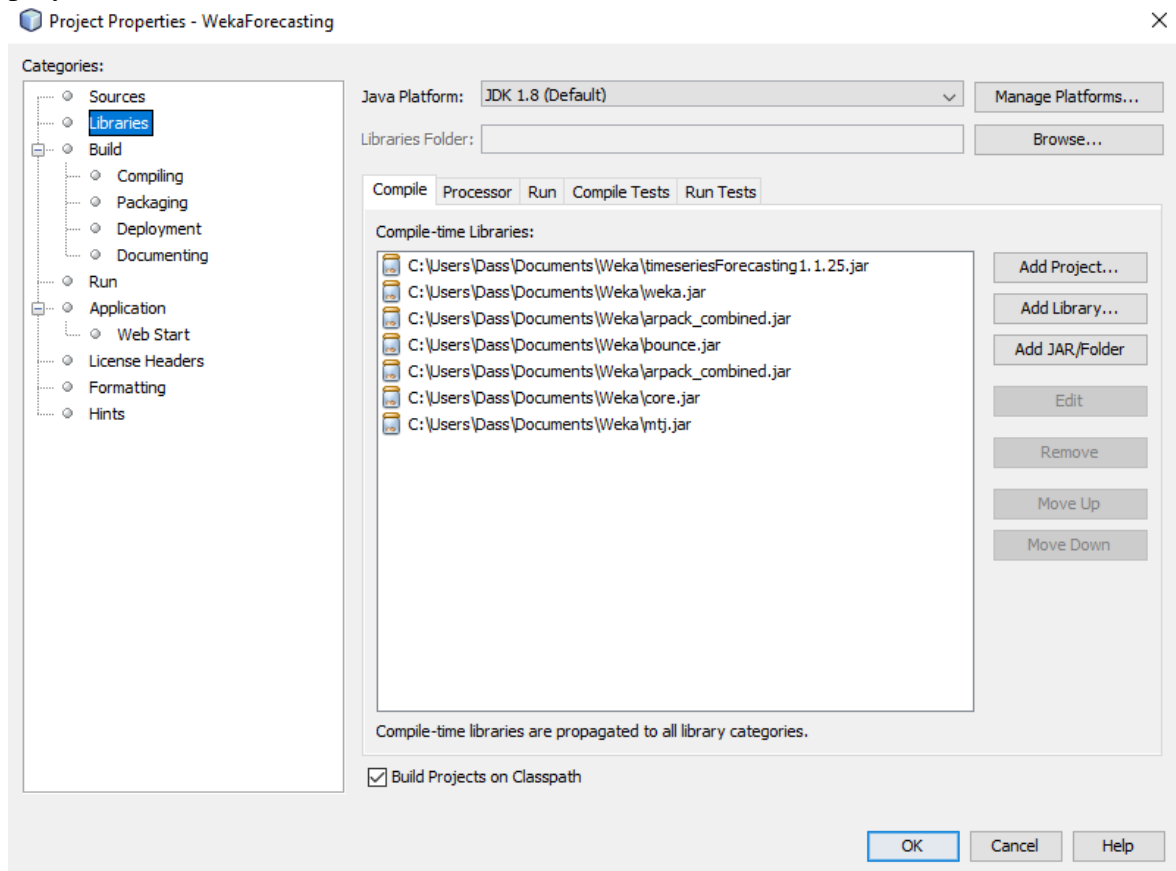 Project Properties - WekaForecasting
Categories:
Sources
Libraries
Build
Compiling
Packaging
Deployment
Documenting
Run
Application
Web Start
License Headers
Formatting
Hints
Java Platform: JDK 1.8 (Default) Manage Platforms...
Libraries Folder: Browse...
Compile Processor Run Compile Tests Run Tests
Compile-time Libraries:
C:\Users\Dass\Documents\Weka\timeseriesForecasting1.1.25.jar
C:\Users\Dass\Documents\Weka\weka.jar
C:\Users\Dass\Documents\Weka\arpack_combined.jar
C:\Users\Dass\Documents\Weka\bounce.jar
C:\Users\Dass\Documents\Weka\arpack_combined.jar
C:\Users\Dass\Documents\Weka\core.jar
C:\Users\Dass\Documents\Weka\mtj.jar
Add Project...
Add Library...
Add JAR/Folder
Edit
Remove
Move Up
Move Down
Compile-time libraries are propagated to all library categories.
Build Projects on Classpath
OK Cancel Help